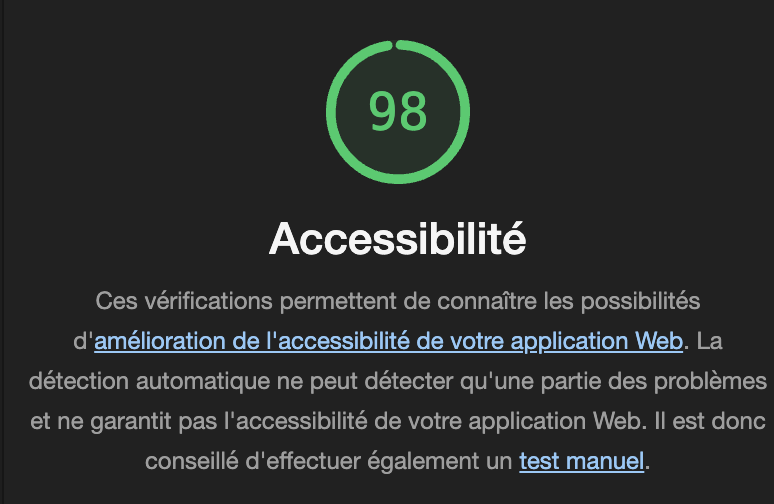 98
Accessibilité
Ces vérifications permettent de connaître les possibilités
d'amélioration de l'accessibilité de votre application Web. La
détection automatique ne peut détecter qu'une partie des problèmes
et ne garantit pas l'accessibilité de votre application Web. Il est donc
conseillé d'effectuer également un test manuel.